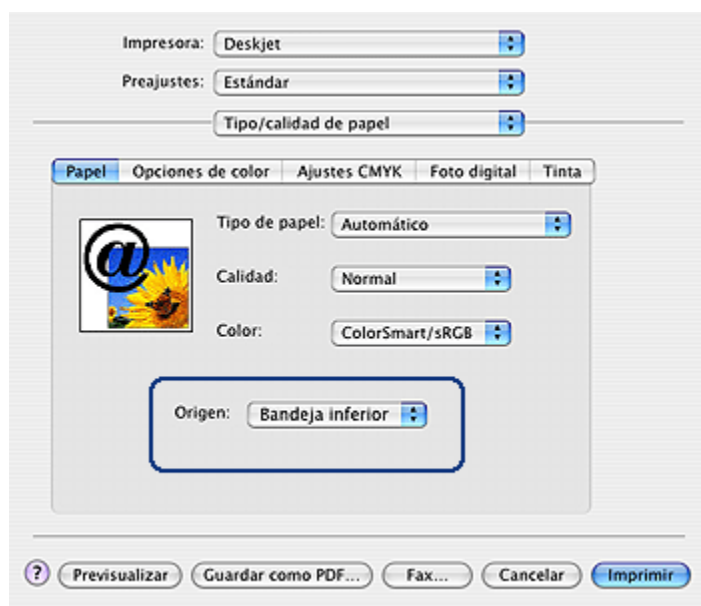 Impresora: Deskjet
Preajustes: Estándar
Tipo/calidad de papel
Papel Opciones de color Ajustes CMYK Foto digital Tinta
Tipo de papel: Automático
@
Calidad: Normal
Color: ColorSmart/sRGB
Origen: Bandeja inferior
? Previsualizar Guardar como PDF... Fax... Cancelar Imprimir